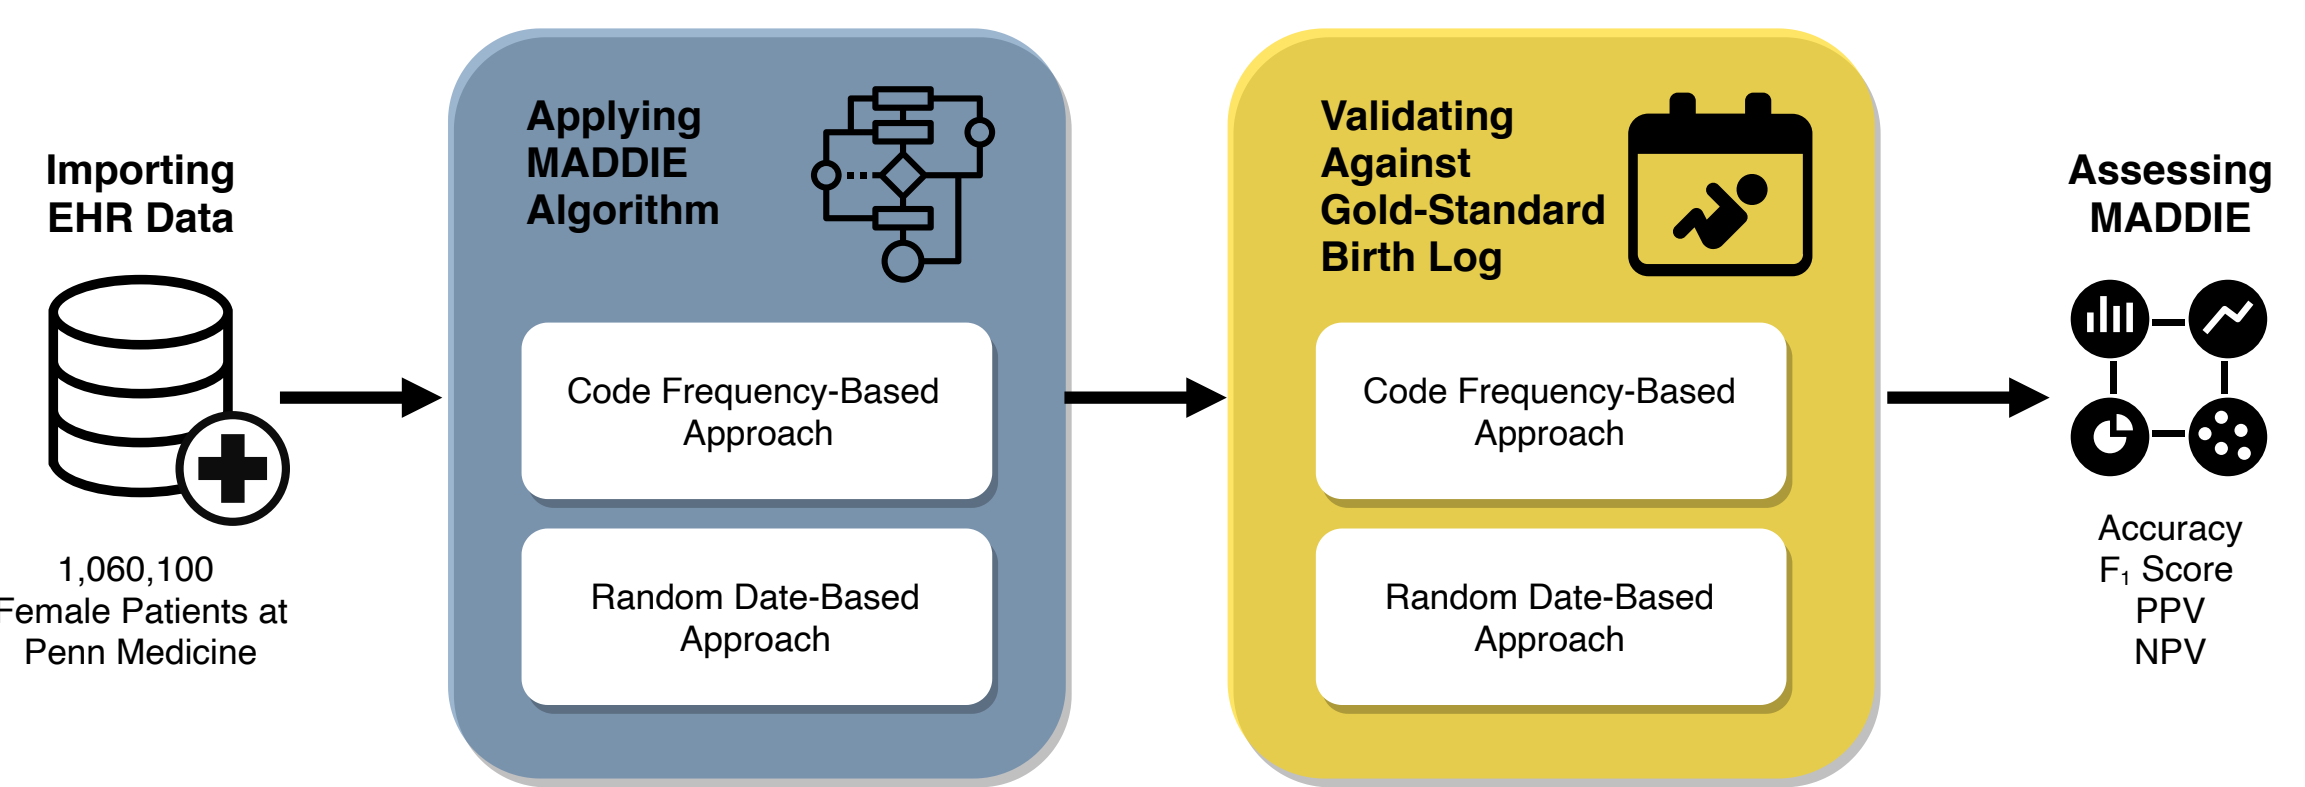 Importing
EHR Data
1,060,100
Female Patients at
Penn Medicine
Applying
MADDIE
Algorithm
Code Frequency-Based
Approach
Random Date-Based
Approach
Validating
Against
Gold-Standard
Birth Log
Code Frequency-Based
Approach
Random Date-Based
Approach
Assessing
MADDIE
Accuracy
F₁ Score
PPV
NPV